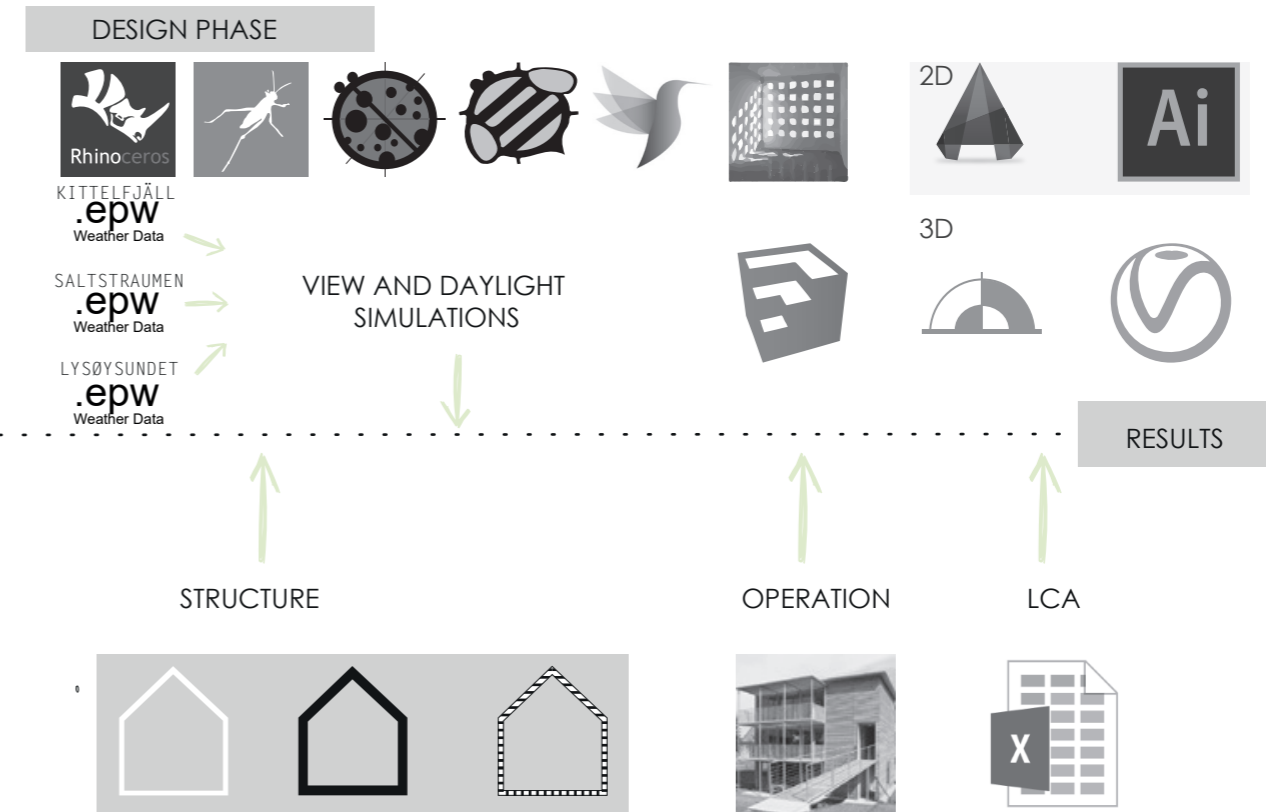 DESIGN PHASE
Rhinoceros
2D
Ai
KITTELFJÄLL
.epw
Weather Data
SALTSTRAUMEN
.epw
Weather Data
LYSØYSUNDET
.epw
Weather Data
VIEW AND DAYLIGHT
SIMULATIONS
3D
RESULTS
STRUCTURE
OPERATION
LCA
X